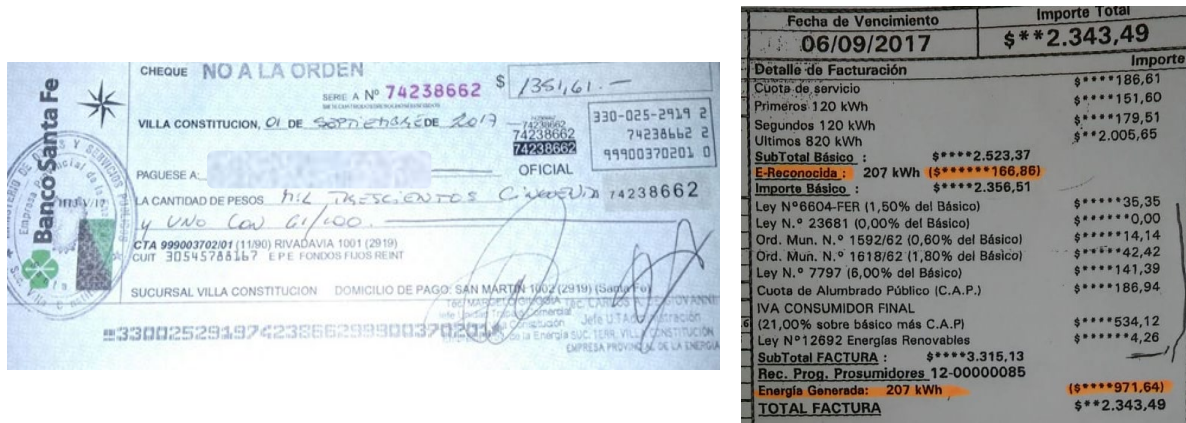 CHEQUE NO A LA ORDEN
SERIE A Nº 74238662 $ 1351,61.-
VILLA CONSTITUCION, 01 DE Septiembre DE 2017
74238662
74238662
74238662
330-025-2919 2
74238662 2
99900370201 0
OFICIAL
PAGUESE A:
LA CANTIDAD DE PESOS MIL TRESCIENTOS CINCUENTA 74238662
Y UNO CON 61/100.
CTA 999003702/01 (11/90) RIVADAVIA 1001 (2919)
CUIT 30545788167 E P E FONDOS FIJOS REINT
SUCURSAL VILLA CONSTITUCIÓN DOMICILIO DE PAGO: SAN MARTIN 1002 (2919) (Santa Fe)
33002529197423866299900370201
EMPRESA PROVINCIAL DE LA ENERGIA
Banco Santa Fe
Fecha de Vencimiento Importe Total
06/09/2017 $**2.343,49
Detalle de Facturación Importe
Cuota de servicio $****186,61
Primeros 120 kWh $****151,60
Segundos 120 kWh $****179,51
Ultimos 820 kWh $**2.005,65
SubTotal Básico : $****2.523,37
E-Reconocida : 207 kWh ($******166,86)
Importe Básico : $****2.356,51
Ley Nº6604-FER (1,50% del Básico) $*****35,35
Ley N.º 23681 (0,00% del Básico) $******0,00
Ord. Mun. N.º 1592/62 (0,60% del Básico) $*****14,14
Ord. Mun. N.º 1618/62 (1,80% del Básico) $*****42,42
Ley N.º 7797 (6,00% del Básico) $****141,39
Cuota de Alumbrado Público (C.A.P.) $****186,94
IVA CONSUMIDOR FINAL
(21,00% sobre básico más C.A.P) $****534,12
Ley Nº12692 Energías Renovables $******4,26
SubTotal FACTURA : $****3.315,13
Rec. Prog. Prosumidores 12-00000085
Energía Generada: 207 kWh ($****971,64)
TOTAL FACTURA $**2.343,49